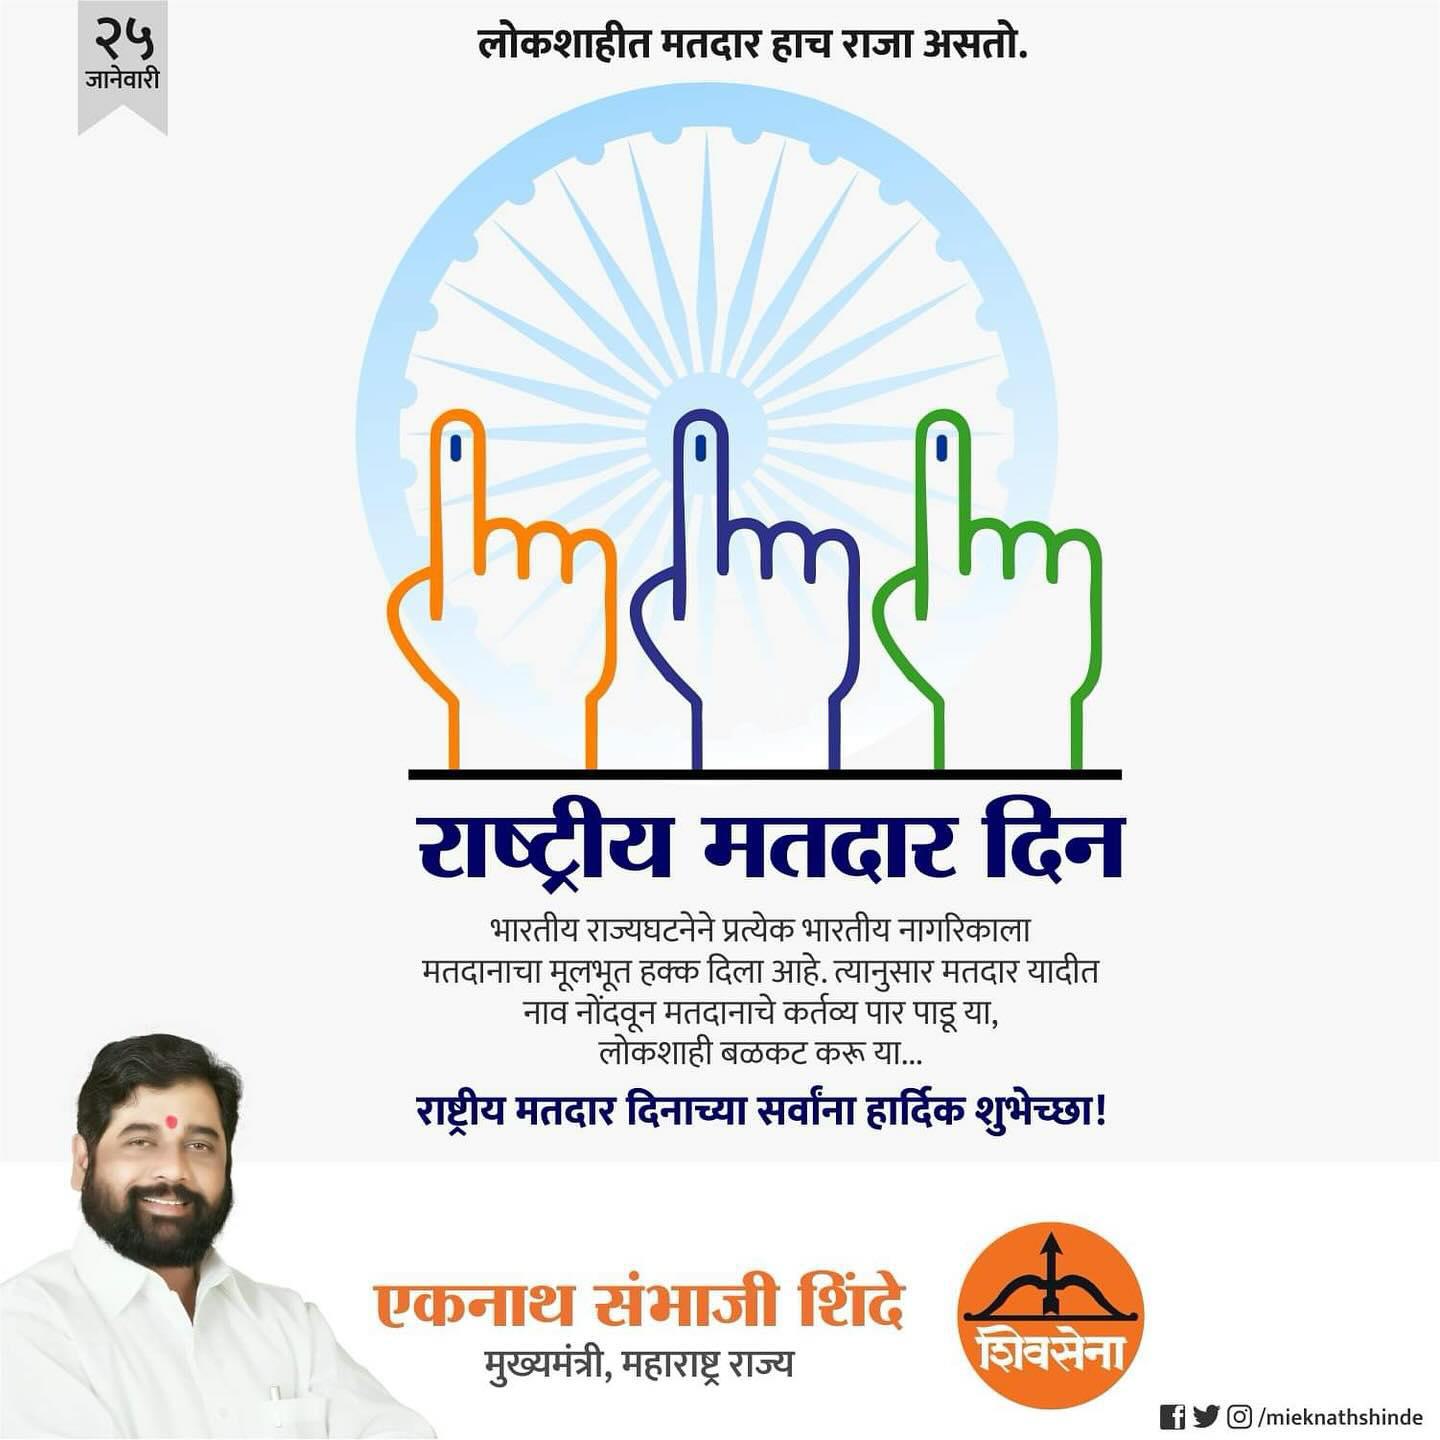 २५
जानेवारी
लोकशाहीत मतदार हाच राजा असतो.
राष्ट्रीय मतदार दिन
भारतीय राज्यघटनेने प्रत्येक भारतीय नागरिकाला
मतदानाचा मूलभूत हक्क दिला आहे. त्यानुसार मतदार यादीत
नाव नोंदवून मतदानाचे कर्तव्य पार पाडू या,
लोकशाही बळकट करू या...
राष्ट्रीय मतदार दिनाच्या सर्वांना हार्दिक शुभेच्छा!
एकनाथ संभाजी शिंदे
मुख्यमंत्री, महाराष्ट्र राज्य
शिवसेना
/mieknathshinde